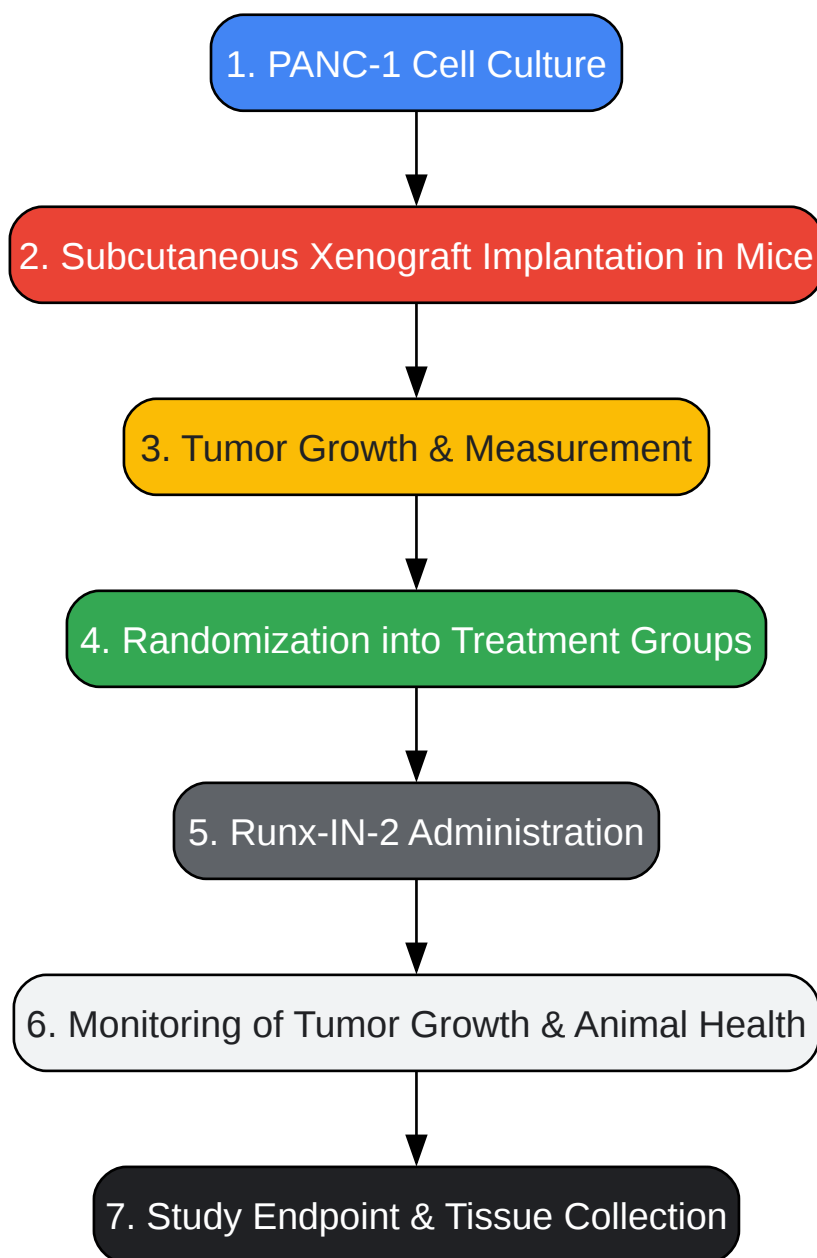 1. PANC-1 Cell Culture
2. Subcutaneous Xenograft Implantation in Mice
3. Tumor Growth & Measurement
4. Randomization into Treatment Groups
5. Runx-IN-2 Administration
6. Monitoring of Tumor Growth & Animal Health
7. Study Endpoint & Tissue Collection